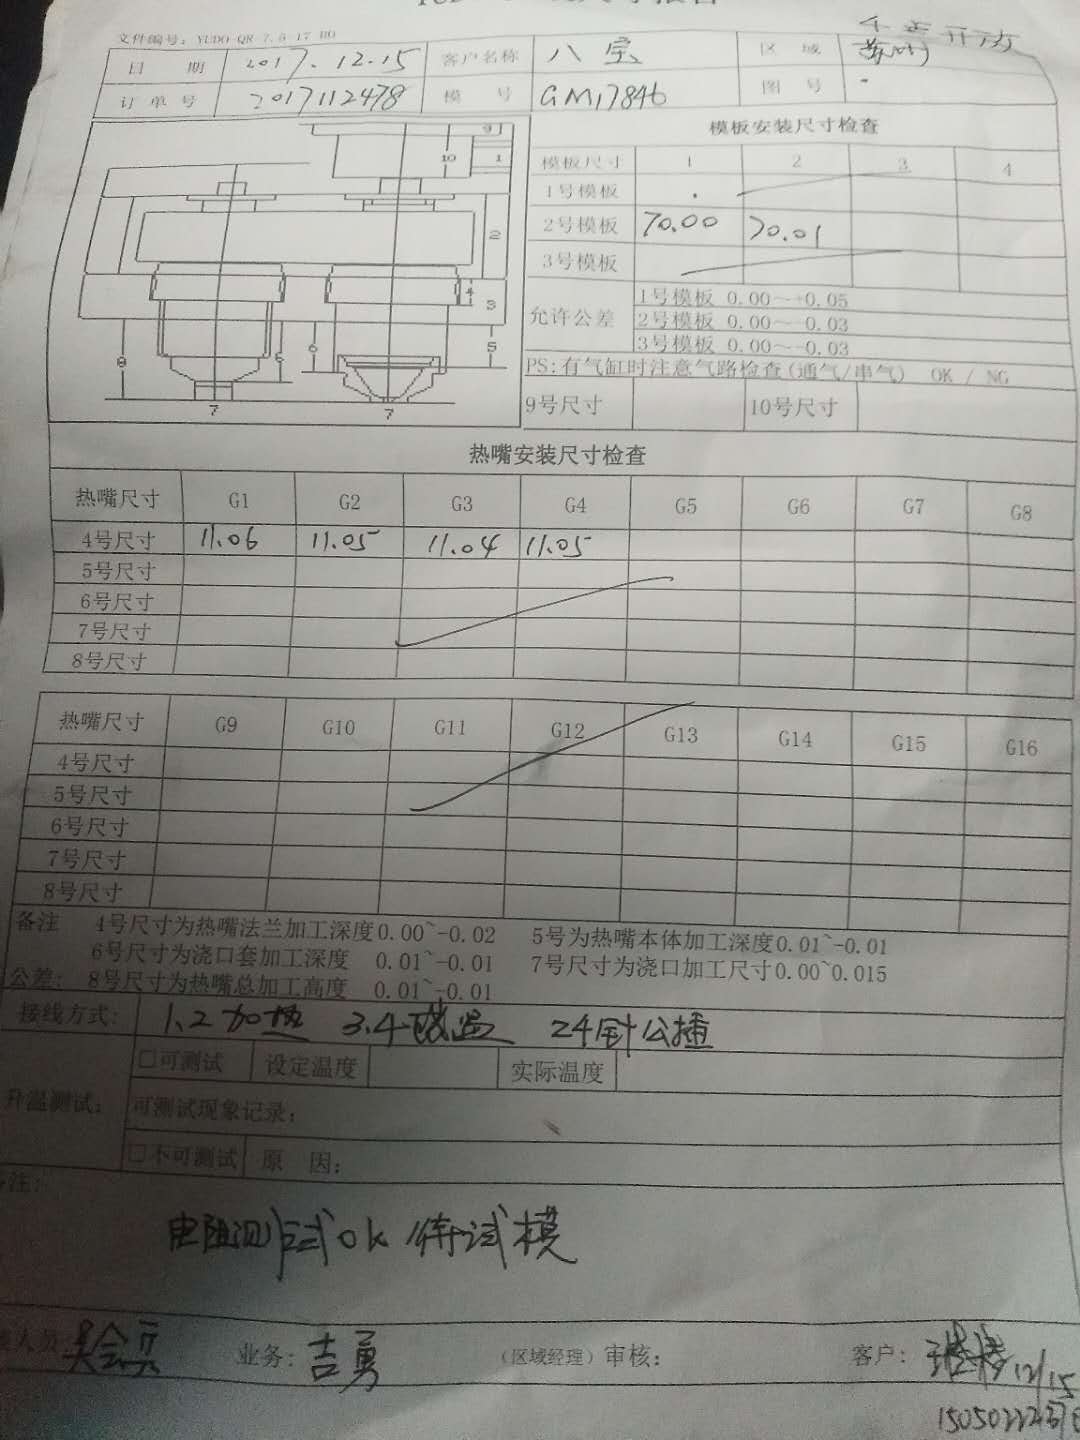 文件编号: YUDO-QR-7.5-17 B0
日 期 2017.12.15 客户名称 八宝 区 域 苏州
订单号 2017112478 模 号 GM17846 图 号
模板安装尺寸检查
模板尺寸 1 2 3 4
1号模板
2号模板 70.00 70.01
3号模板
允许公差
1号模板 0.00~+0.05
2号模板 0.00~-0.03
3号模板 0.00~-0.03
PS:有气缸时注意气路检查(通气/串气) OK / NG
9号尺寸 10号尺寸
9
10 1
2
4
3
8 6 6 5
7 7
热嘴安装尺寸检查
热嘴尺寸 G1 G2 G3 G4 G5 G6 G7 G8
4号尺寸 11.06 11.05 11.04 11.05
5号尺寸
6号尺寸
7号尺寸
8号尺寸
热嘴尺寸 G9 G10 G11 G12 G13 G14 G15 G16
4号尺寸
5号尺寸
6号尺寸
7号尺寸
8号尺寸
备注 4号尺寸为热嘴法兰加工深度0.00~-0.02 5号为热嘴本体加工深度0.01~-0.01
6号尺寸为浇口套加工深度 0.01~-0.01 7号尺寸为浇口加工尺寸0.00~0.015
公差: 8号尺寸为热嘴总加工高度 0.01~-0.01
接线方式: 1.2加热 3.4感温 24针公插
升温测试:
□可测试 设定温度 实际温度
可测试现象记录:
□不可测试 原 因:
备注:
电阻测试ok 待试模
人员 业务: 吉勇 (区域经理)审核: 客户: 12/15